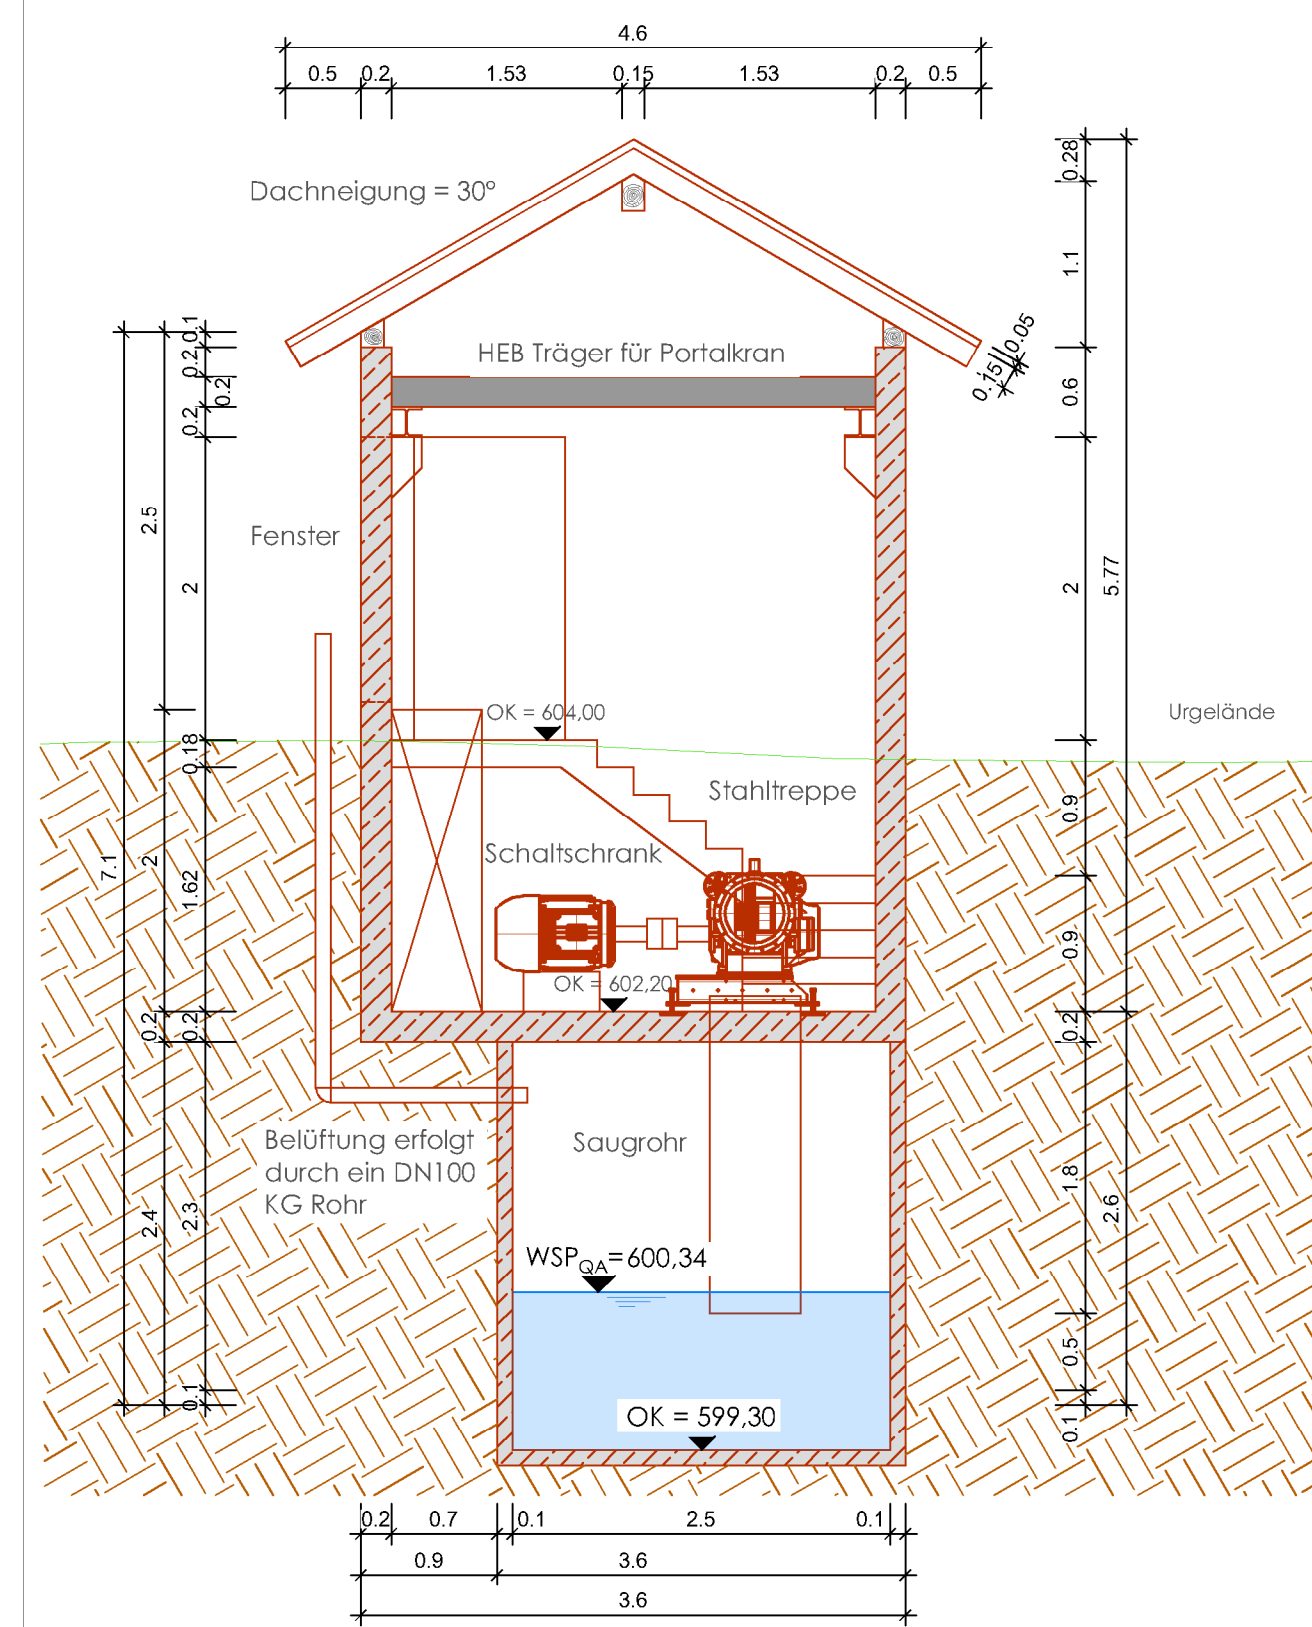 4.6
0.5 0.2 1.53 0.15 1.53 0.2 0.5
Dachneigung = 30°
0.28
1.1
0.6
2
5.77
0.9
0.9
0.2
1.8
2.6
0.5
0.1
0.15
0.05
HEB Träger für Portalkran
0.1
0.2
0.2
0.2
2.5
2
Fenster
OK = 604,00
Urgelände
0.18
Stahltreppe
7.1
2
1.62
Schaltschrank
OK = 602,20
0.2
0.2
Belüftung erfolgt
durch ein DN100
KG Rohr
Saugrohr
2.4
2.3
WSPQA=600,34
0.1
OK = 599,30
0.2 0.7 0.1 2.5 0.1
0.9 3.6
3.6